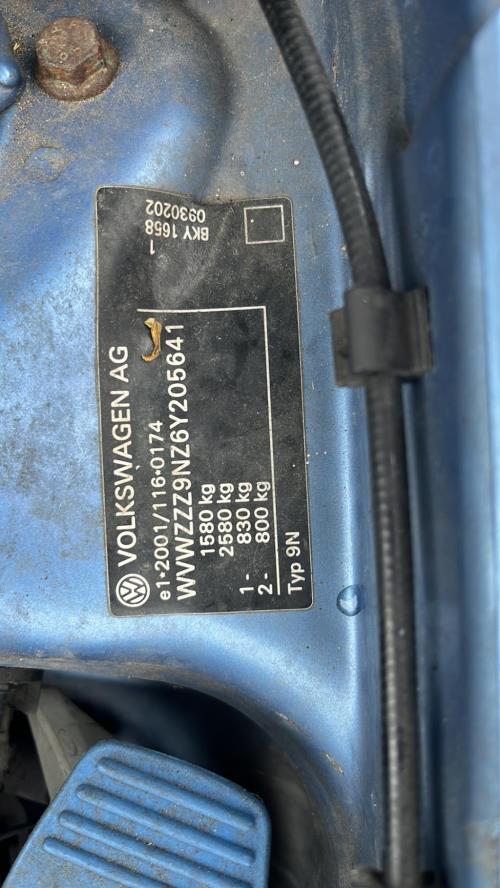 VOLKSWAGEN AG
e1*2001/116*0174
WVWZZZ9NZ6Y205641
1580 kg
2580 kg
1- 830 kg
2- 800 kg
Typ 9N
1
BKY 1658
0930202